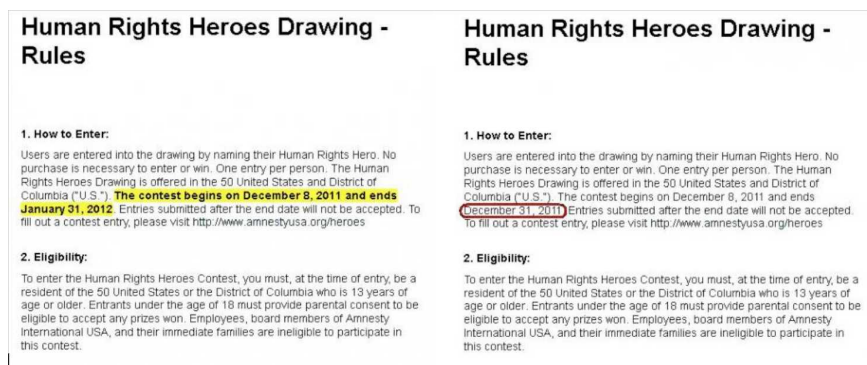 Human Rights Heroes Drawing -
Rules
1. How to Enter:
Users are entered into the drawing by naming their Human Rights Hero. No
purchase is necessary to enter or win. One entry per person. The Human
Rights Heroes Drawing is offered in the 50 United States and District of
Columbia ("U.S."). The contest begins on December 8, 2011 and ends
January 31, 2012. Entries submitted after the end date will not be accepted. To
fill out a contest entry, please visit http://www.amnestyusa.org/heroes
2. Eligibility:
To enter the Human Rights Heroes Contest, you must, at the time of entry, be a
resident of the 50 United States or the District of Columbia who is 13 years of
age or older. Entrants under the age of 18 must provide parental consent to be
eligible to accept any prizes won. Employees, board members of Amnesty
International USA, and their immediate families are ineligible to participate in
this contest.
Human Rights Heroes Drawing -
Rules
1. How to Enter:
Users are entered into the drawing by naming their Human Rights Hero. No
purchase is necessary to enter or win. One entry per person. The Human
Rights Heroes Drawing is offered in the 50 United States and District of
Columbia ("U.S."). The contest begins on December 8, 2011 and ends
December 31, 2011. Entries submitted after the end date will not be accepted.
To fill out a contest entry, please visit http://www.amnestyusa.org/heroes
2. Eligibility:
To enter the Human Rights Heroes Contest, you must, at the time of entry, be a
resident of the 50 United States or the District of Columbia who is 13 years of
age or older. Entrants under the age of 18 must provide parental consent to be
eligible to accept any prizes won. Employees, board members of Amnesty
International USA, and their immediate families are ineligible to participate in
this contest.